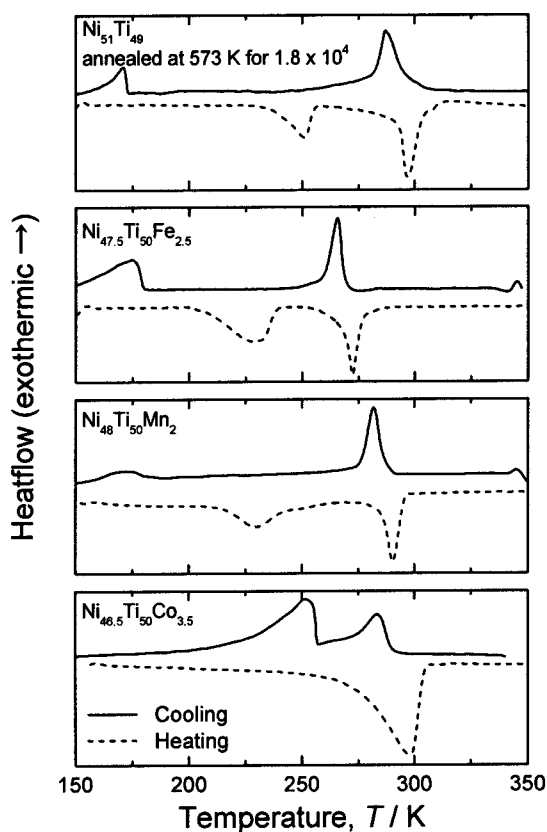 Ni51Ti49
annealed at 573 K for 1.8 x 10^4
Ni47.5Ti50Fe2.5
Ni48Ti50Mn2
Ni46.5Ti50Co3.5
Cooling
Heating
150 200 250 300 350
Temperature, T / K
Heatflow (exothermic →)